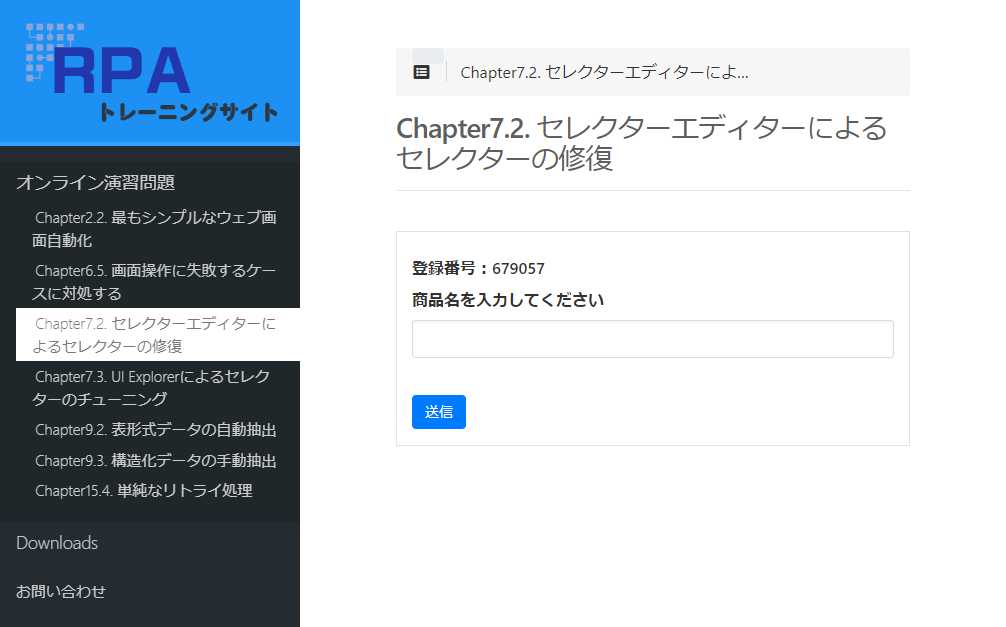 RPA
トレーニングサイト
オンライン演習問題
Chapter2.2. 最もシンプルなウェブ画
面自動化
Chapter6.5. 画面操作に失敗するケー
スに対処する
Chapter7.2. セレクターエディターに
よるセレクターの修復
Chapter7.3. UI Explorerによるセレク
ターのチューニング
Chapter9.2. 表形式データの自動抽出
Chapter9.3. 構造化データの手動抽出
Chapter15.4. 単純なリトライ処理
Downloads
お問い合わせ
Chapter7.2. セレクターエディターによ...
Chapter7.2. セレクターエディターによる
セレクターの修復
登録番号：679057
商品名を入力してください
送信